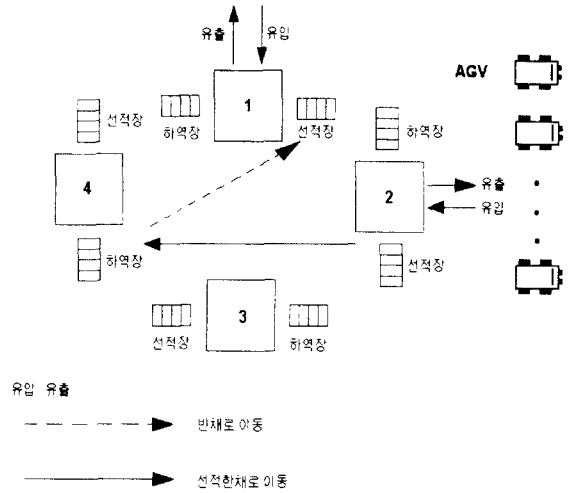 유출 유입
AGV
1
하역장 선적장
선적장 하역장
4
2
유출
유입
하역장
선적장
3
선적장 하역장
유입 유출
반채로 이동
선적한채로 이동